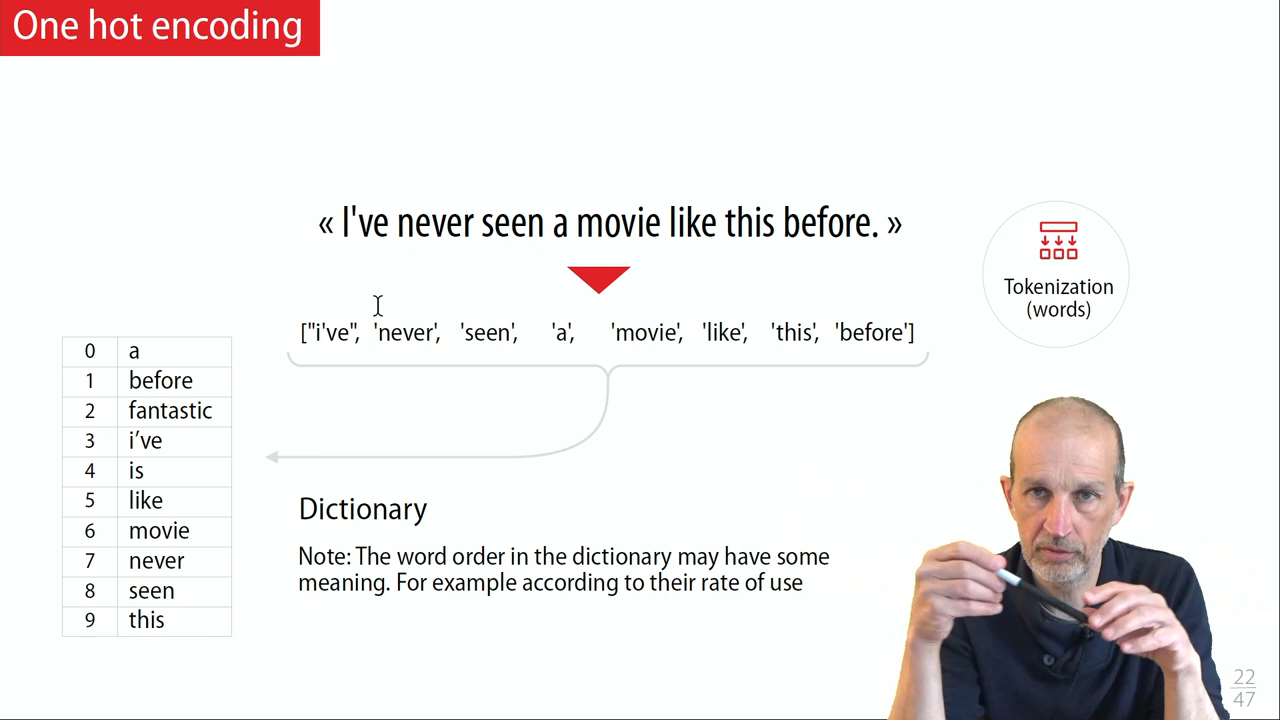 One hot encoding
« I've never seen a movie like this before. »
Tokenization
(words)
["i've", 'never', 'seen', 'a', 'movie', 'like', 'this', 'before']
0 a
1 before
2 fantastic
3 i’ve
4 is
5 like
6 movie
7 never
8 seen
9 this
Dictionary
Note: The word order in the dictionary may have some
meaning. For example according to their rate of use
22
47